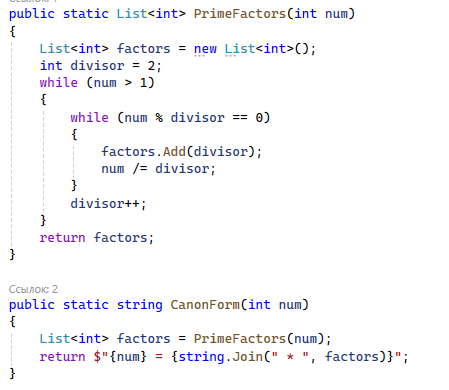 public static List<int> PrimeFactors(int num)
{
    List<int> factors = new List<int>();
    int divisor = 2;
    while (num > 1)
    {
        while (num % divisor == 0)
        {
            factors.Add(divisor);
            num /= divisor;
        }
        divisor++;
    }
    return factors;
}
Ссылок: 2
public static string CanonForm(int num)
{
    List<int> factors = PrimeFactors(num);
    return $"{num} = {string.Join(" * ", factors)}";
}